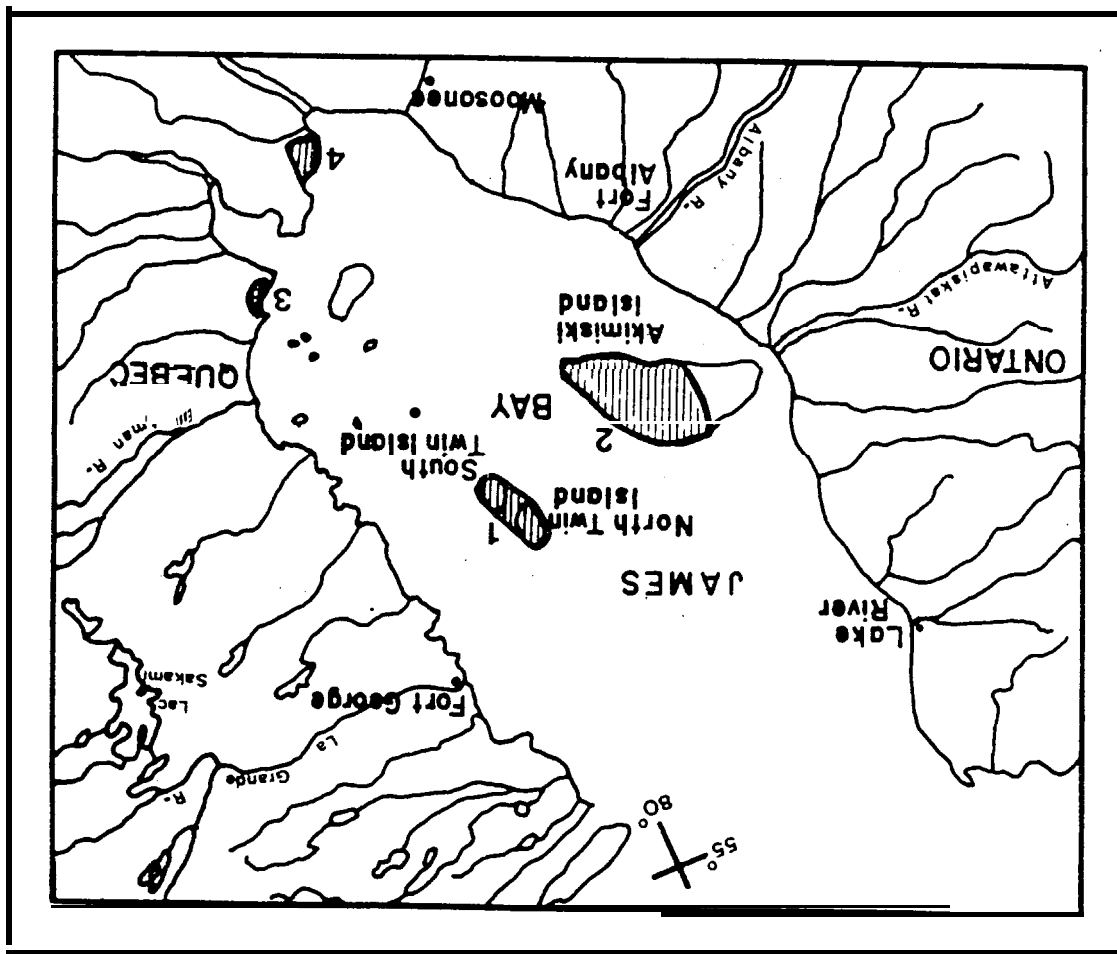 55°
80°
La
Grande
R.
Lac
Sakami
Fort George
Lake
River
JAMES
North Twin
Island
1
South
Twin Island
2
BAY
man R.
QUEBEC
ONTARIO
Akimiski
Island
3
Attawapiskat R.
Albany R.
Fort
Albany
4
Moosonee